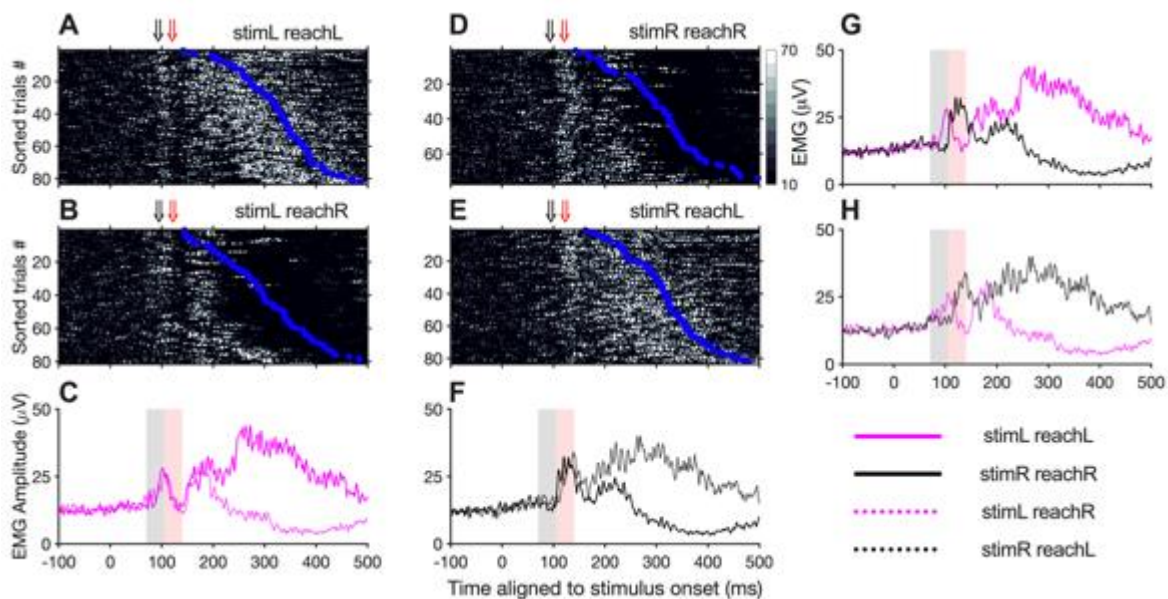 A
stimL reachL
Sorted trials #
20
40
60
80
B
stimL reachR
Sorted trials #
20
40
60
80
C
EMG Amplitude (μV)
50
25
0
-100 0 100 200 300 400 500
D
stimR reachR
20
40
60
70
10
EMG (μV)
E
stimR reachL
20
40
60
80
F
50
25
0
-100 0 100 200 300 400 500
Time aligned to stimulus onset (ms)
G
50
25
0
H
50
25
0
-100 0 100 200 300 400 500
stimL reachL
stimR reachR
stimL reachR
stimR reachL